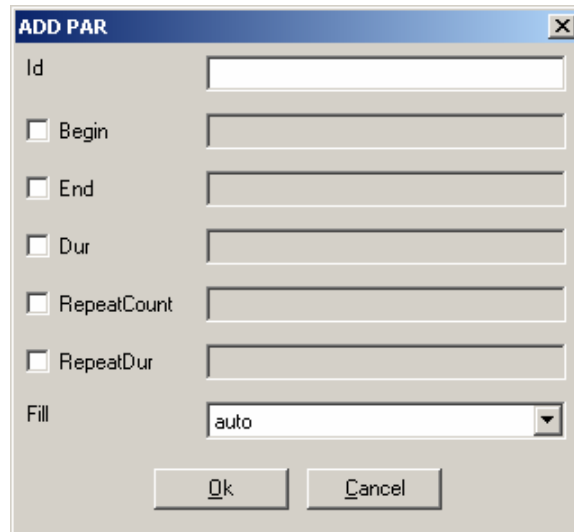 ADD PAR
Id
Begin
End
Dur
RepeatCount
RepeatDur
Fill auto
Ok Cancel